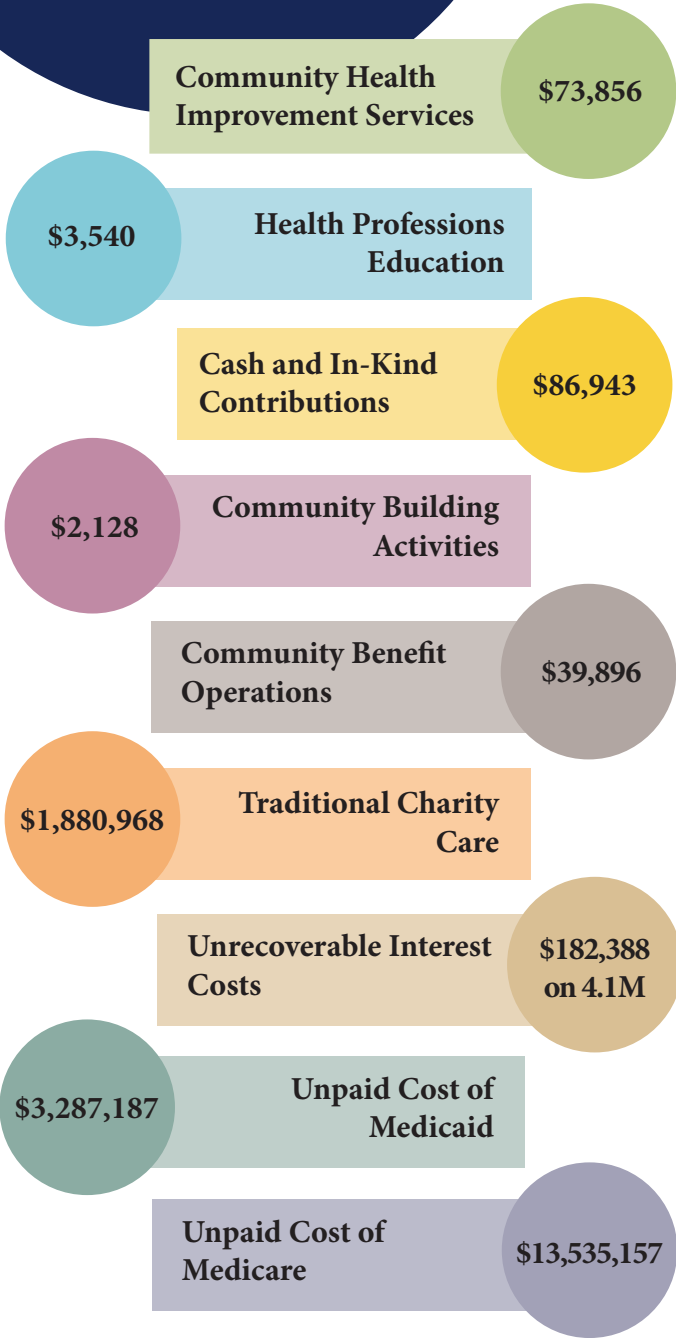 Community Health
Improvement Services
$73,856
$3,540
Health Professions
Education
Cash and In-Kind
Contributions
$86,943
$2,128
Community Building
Activities
Community Benefit
Operations
$39,896
$1,880,968
Traditional Charity
Care
Unrecoverable Interest
Costs
$182,388
on 4.1M
$3,287,187
Unpaid Cost of
Medicaid
Unpaid Cost of
Medicare
$13,535,157